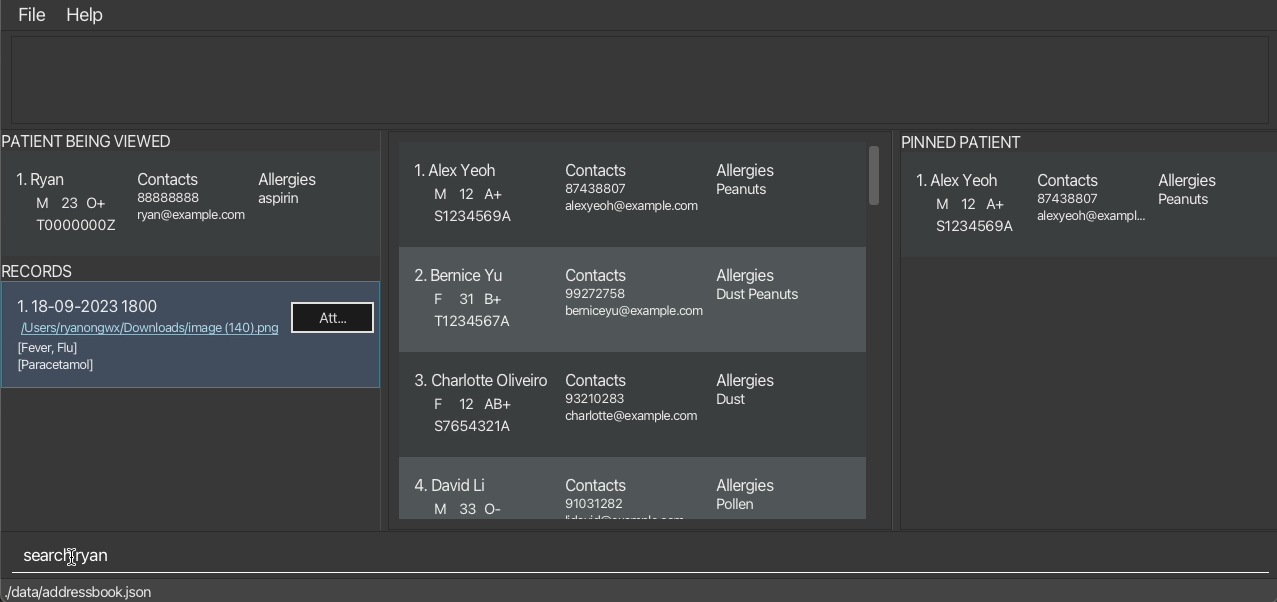 File Help
PATIENT BEING VIEWED
1. Ryan Contacts Allergies
M 23 O+ 88888888 aspirin
T0000000Z ryan@example.com
RECORDS
1. 18-09-2023 1800
/Users/ryanongwx/Downloads/image (140).png Att...
[Fever, Flu]
[Paracetamol]
1. Alex Yeoh Contacts Allergies
M 12 A+ 87438807 Peanuts
S1234569A alexyeoh@example.com
2. Bernice Yu Contacts Allergies
F 31 B+ 99272758 Dust Peanuts
T1234567A berniceyu@example.com
3. Charlotte Oliveiro Contacts Allergies
F 12 AB+ 93210283 Dust
S7654321A charlotte@example.com
4. David Li Contacts Allergies
M 33 O- 91031282 Pollen
lidavid@example.com
PINNED PATIENT
1. Alex Yeoh Contacts Allergies
M 12 A+ 87438807 Peanuts
S1234569A alexyeoh@exampl...
search ryan
./data/addressbook.json